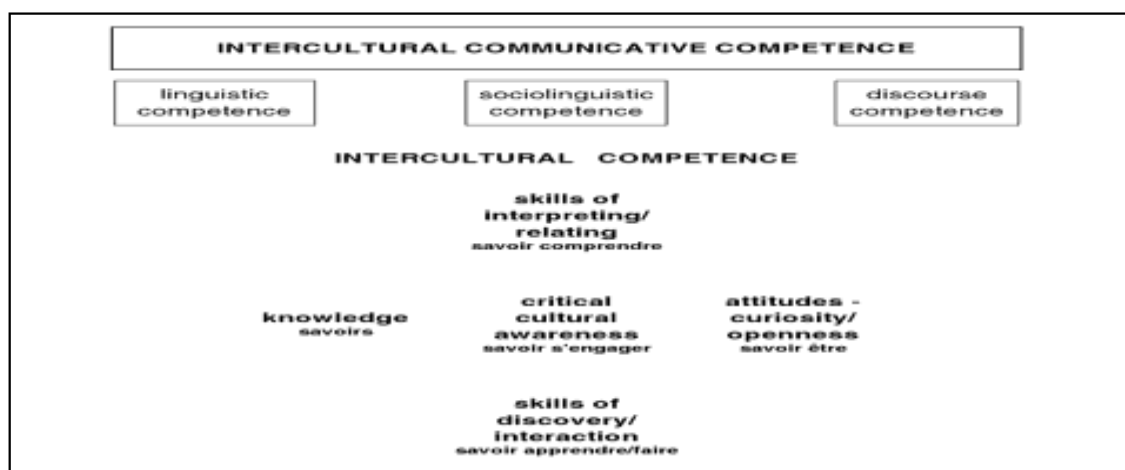 INTERCULTURAL COMMUNICATIVE COMPETENCE
linguistic
competence
sociolinguistic
competence
discourse
competence
INTERCULTURAL COMPETENCE
skills of
interpreting/
relating
savoir comprendre
knowledge
savoirs
critical
cultural
awareness
savoir s'engager
attitudes -
curiosity/
openness
savoir être
skills of
discovery/
interaction
savoir apprendre/faire